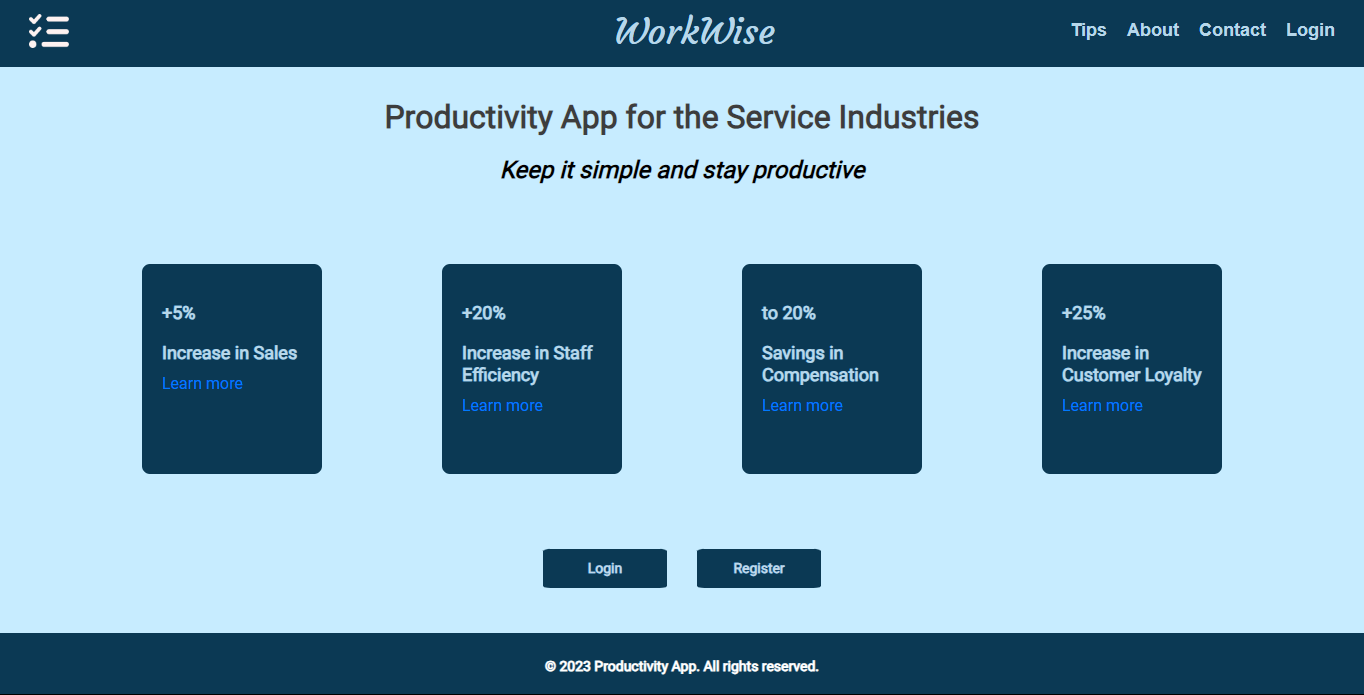 WorkWise
Tips About Contact Login
Productivity App for the Service Industries
Keep it simple and stay productive
+5%
Increase in Sales
Learn more
+20%
Increase in Staff
Efficiency
Learn more
to 20%
Savings in
Compensation
Learn more
+25%
Increase in
Customer Loyalty
Learn more
Login
Register
© 2023 Productivity App. All rights reserved.